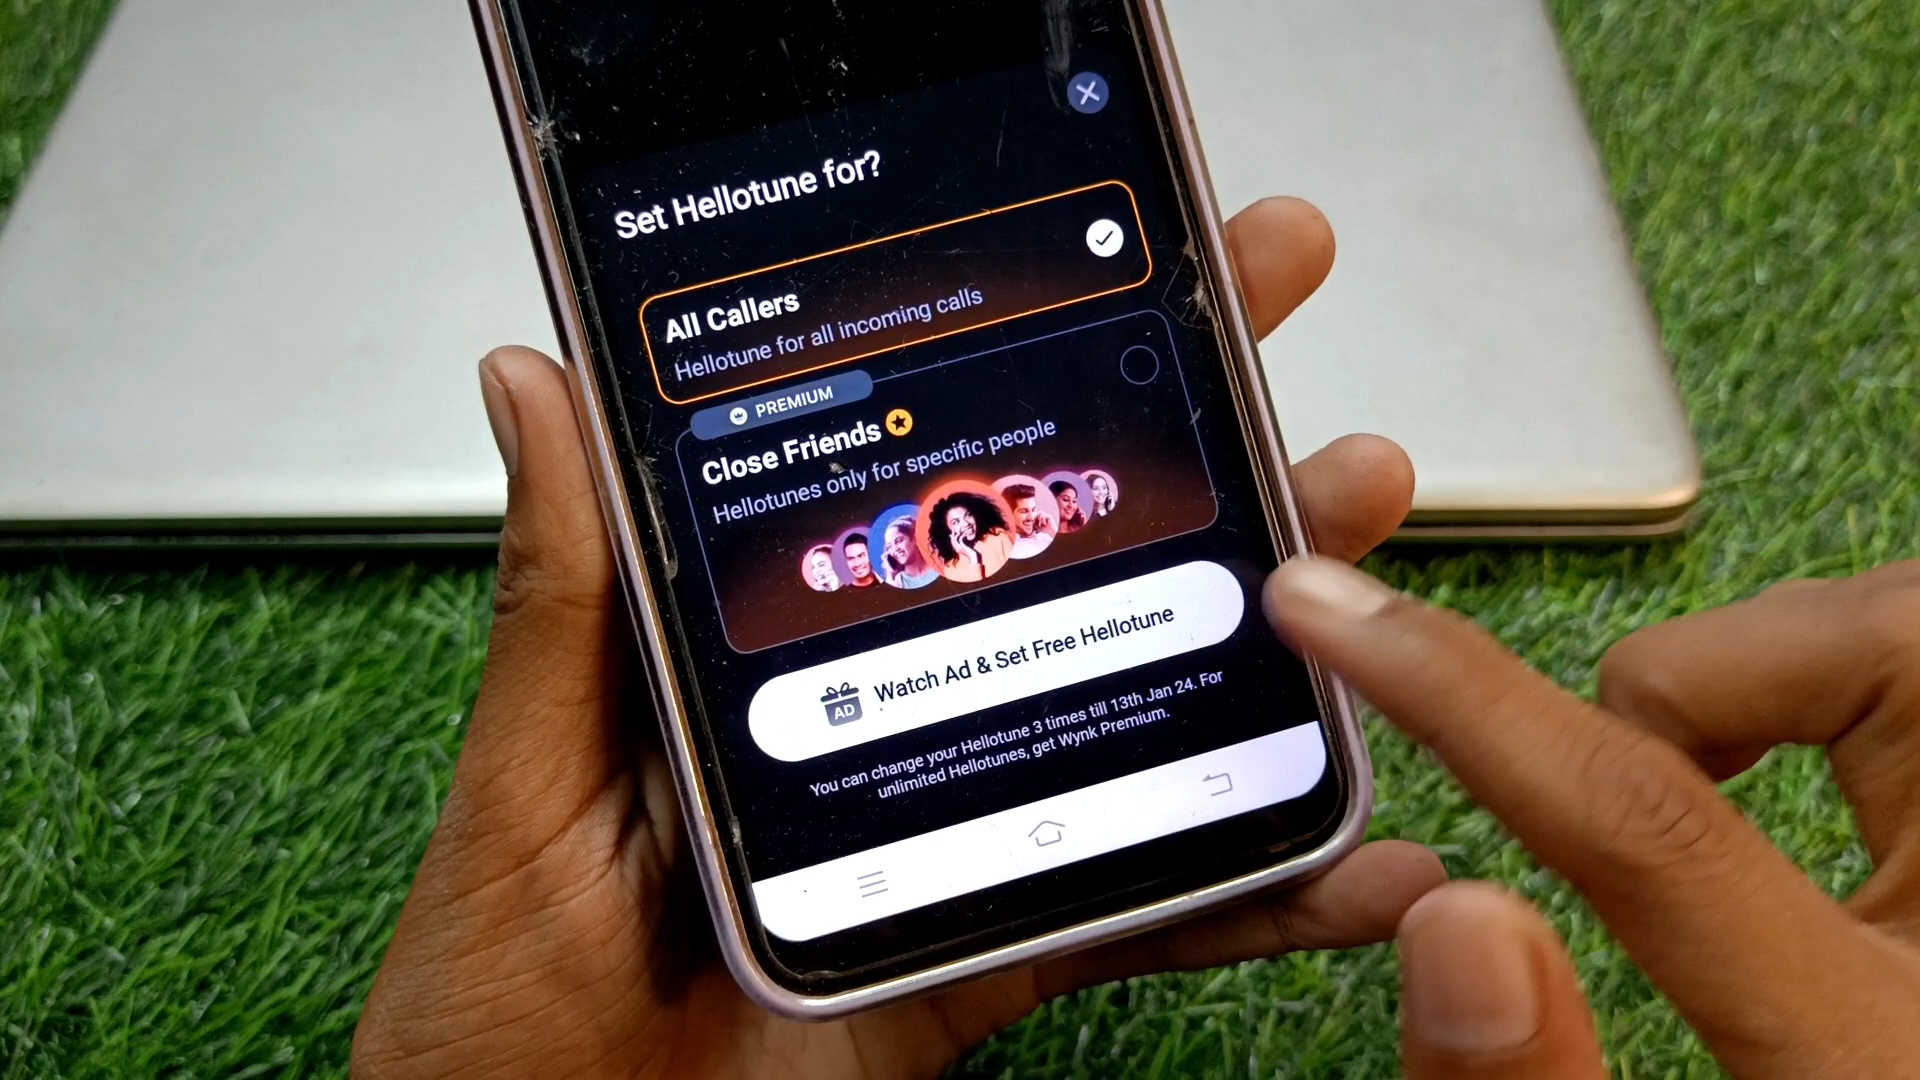 Set Hellotune for?
All Callers
Hellotune for all incoming calls
PREMIUM
Close Friends
Hellotunes only for specific people
AD
Watch Ad & Set Free Hellotune
You can change your Hellotune 3 times till 13th Jan 24. For
unlimited Hellotunes, get Wynk Premium.